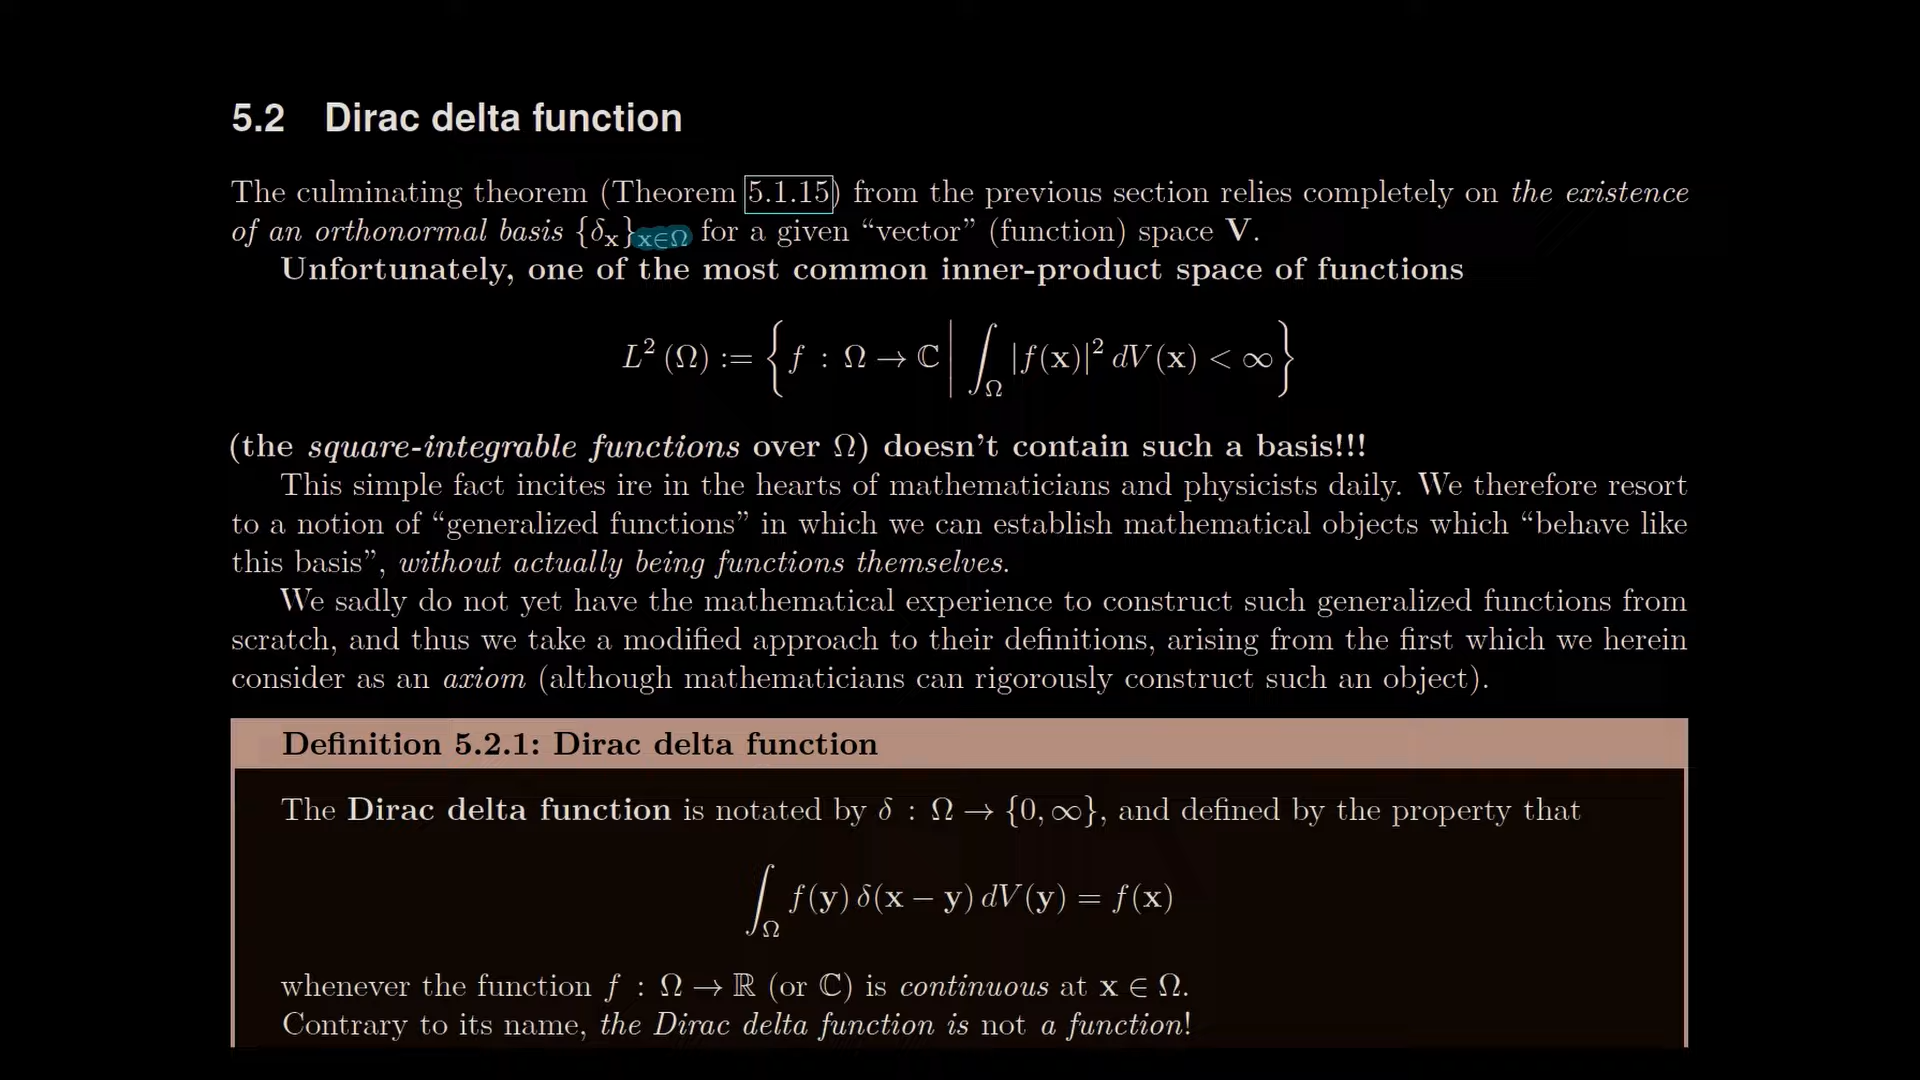 5.2 Dirac delta function
The culminating theorem (Theorem 5.1.15) from the previous section relies completely on the existence
of an orthonormal basis {δ_x}_{x∈Ω} for a given “vector” (function) space V.
Unfortunately, one of the most common inner-product space of functions
L² (Ω) := { f : Ω → ℂ | ∫_Ω |f(x)|² dV(x) < ∞ }
(the square-integrable functions over Ω) doesn’t contain such a basis!!!
This simple fact incites ire in the hearts of mathematicians and physicists daily. We therefore resort
to a notion of “generalized functions” in which we can establish mathematical objects which “behave like
this basis”, without actually being functions themselves.
We sadly do not yet have the mathematical experience to construct such generalized functions from
scratch, and thus we take a modified approach to their definitions, arising from the first which we herein
consider as an axiom (although mathematicians can rigorously construct such an object).
Definition 5.2.1: Dirac delta function
The Dirac delta function is notated by δ : Ω → {0, ∞}, and defined by the property that
∫_Ω f(y) δ(x − y) dV(y) = f(x)
whenever the function f : Ω → ℝ (or ℂ) is continuous at x ∈ Ω.
Contrary to its name, the Dirac delta function is not a function!